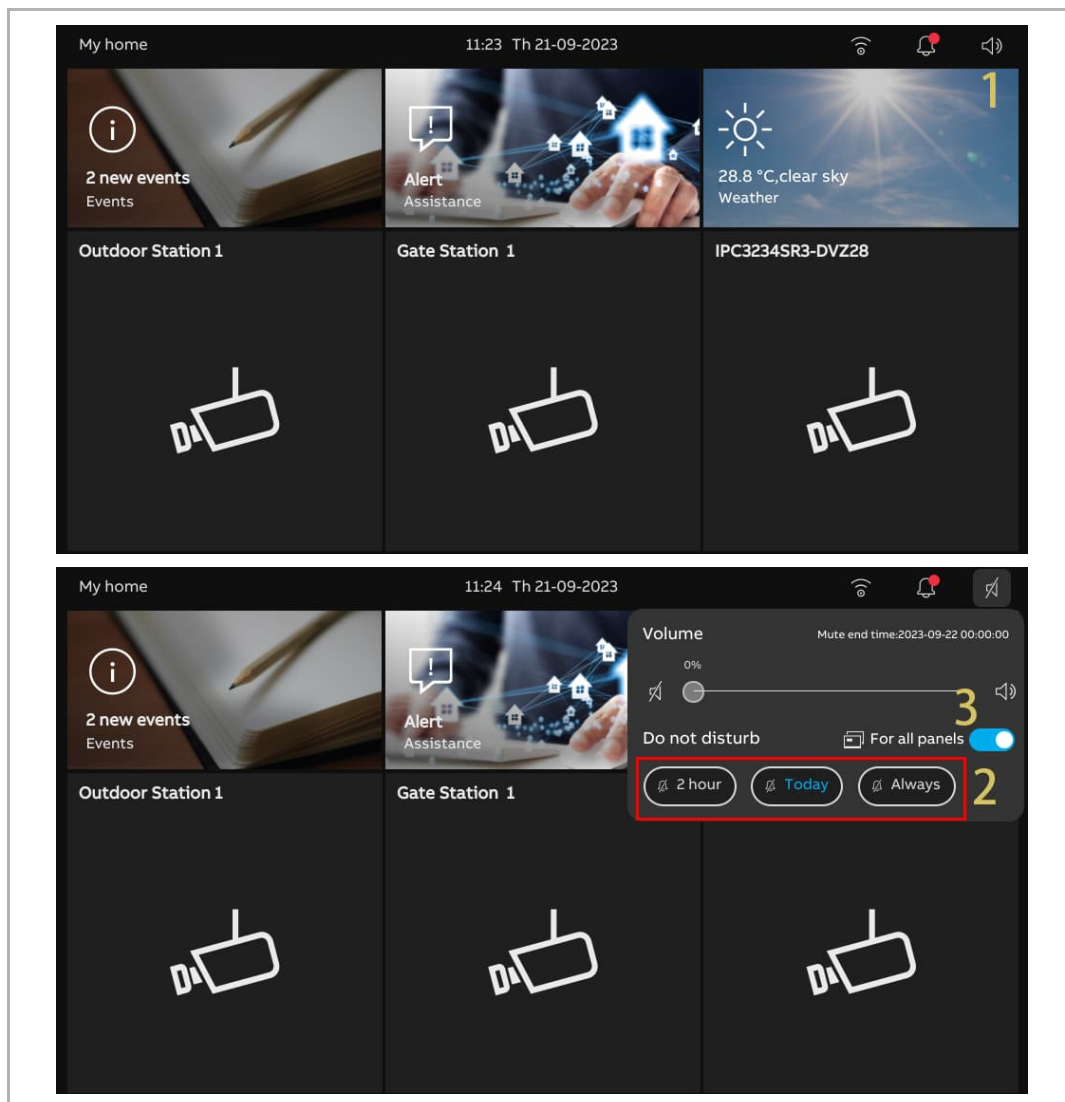 My home 11:23 Th 21-09-2023
1
2 new events
Events
Alert
Assistance
28.8 °C,clear sky
Weather
Outdoor Station 1 Gate Station 1 IPC3234SR3-DVZ28
My home 11:24 Th 21-09-2023
Volume Mute end time:2023-09-22 00:00:00
0%
3
Do not disturb For all panels
2 hour Today Always 2
2 new events
Events
Alert
Assistance
Outdoor Station 1 Gate Station 1